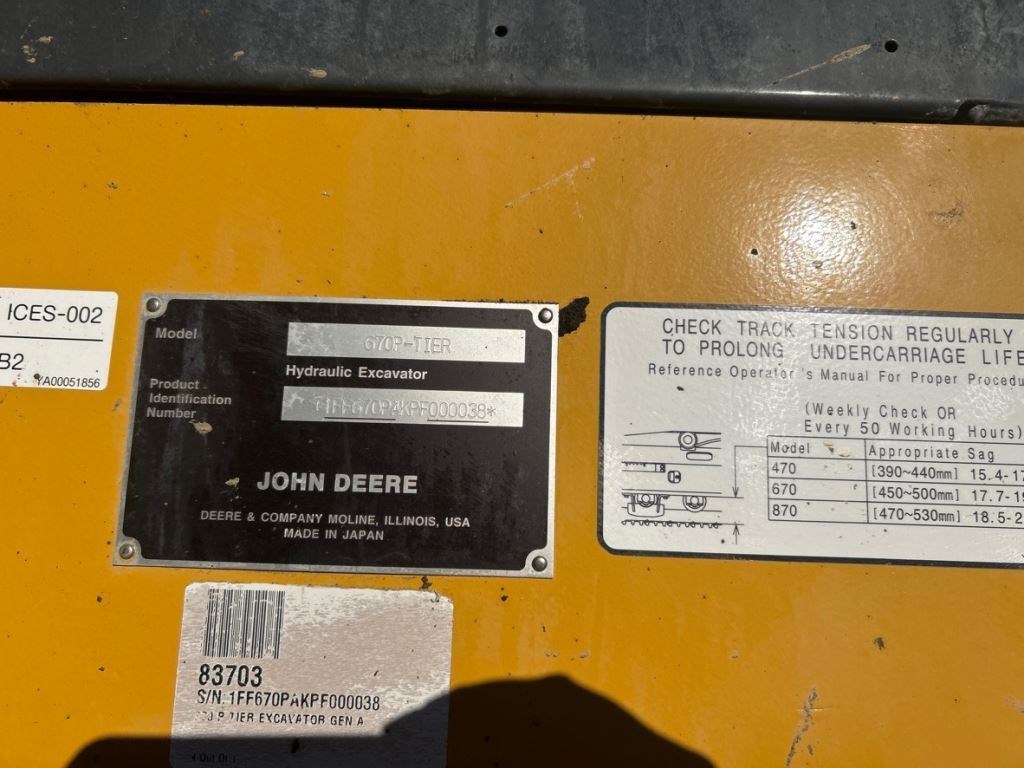 ICES-002
B2
YA00051856
Model 670P-TIER
Hydraulic Excavator
Product
Identification
Number
*1FF670PAKPF000038*
JOHN DEERE
DEERE & COMPANY MOLINE, ILLINOIS, USA
MADE IN JAPAN
83703
S/N 1FF670PAKPF000038
P TIER EXCAVATOR GEN A
CHECK TRACK TENSION REGULARLY
TO PROLONG UNDERCARRIAGE LIFE
Reference Operator's Manual For Proper
(Weekly Check OR
Every 50 Working Hours)
Model Appropriate Sag
470 [390~440mm] 15.4-17
670 [450~500mm] 17.7-19
870 [470~530mm] 18.5-2